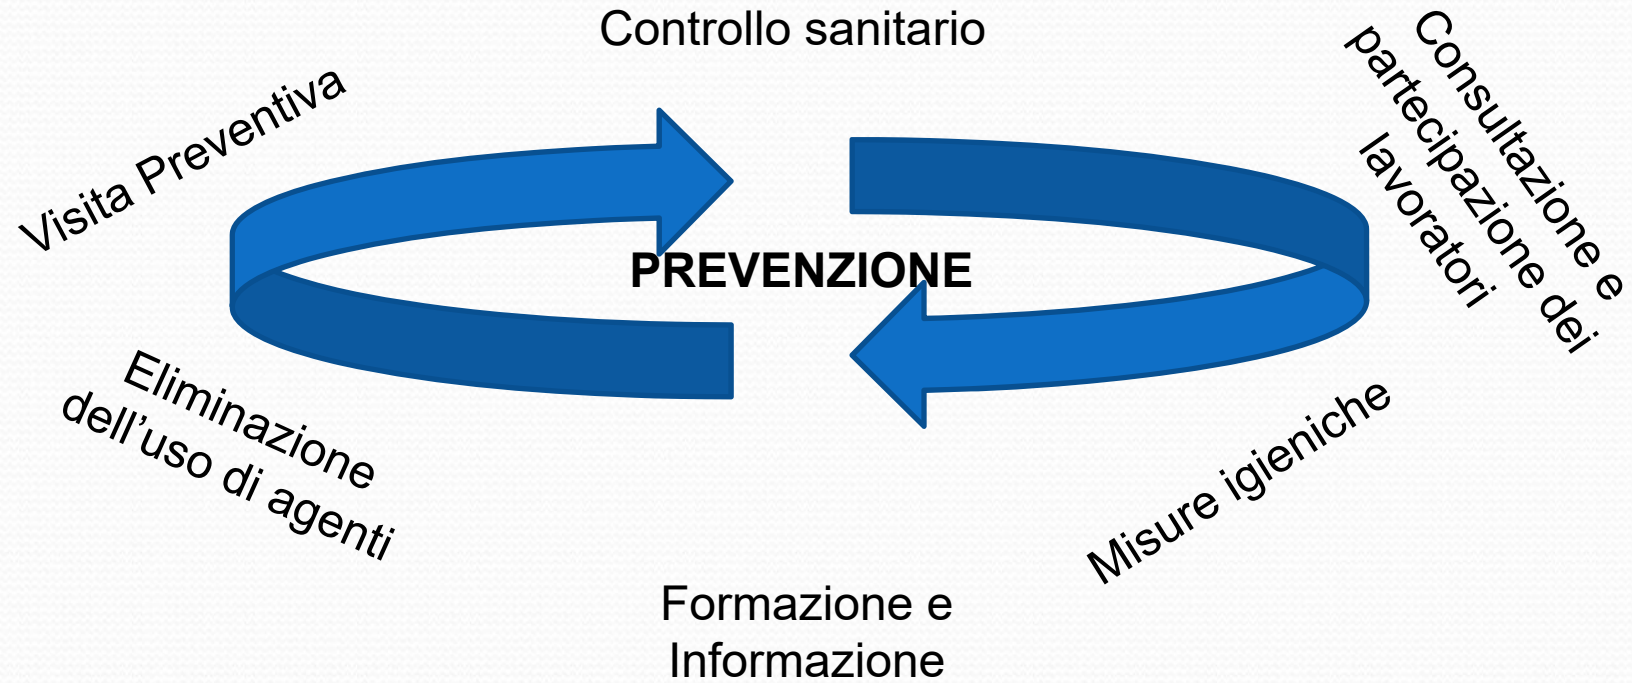 Controllo sanitario
Visita Preventiva
Consultazione e
partecipazione dei
lavoratori
PREVENZIONE
Eliminazione
dell’uso di agenti
Misure igieniche
Formazione e
Informazione